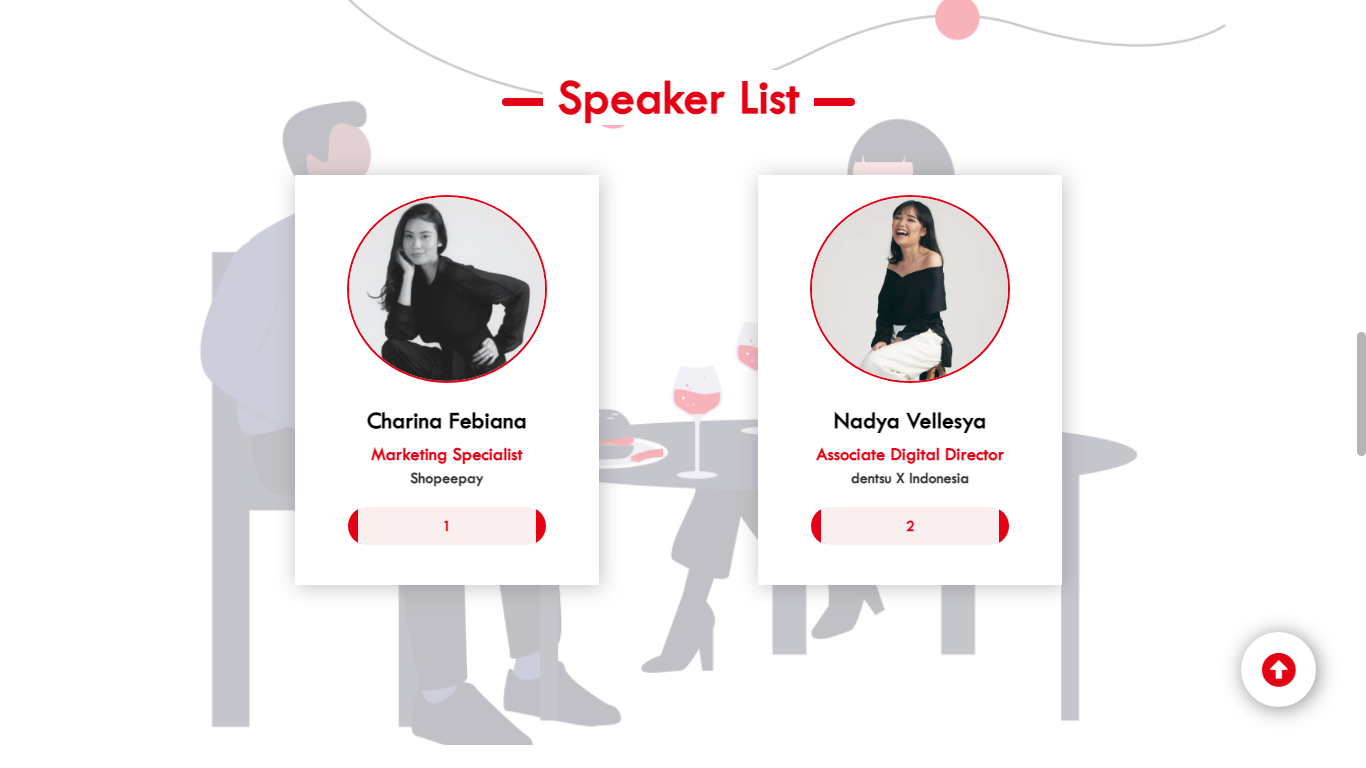 Speaker List
Charina Febiana
Marketing Specialist
Shopeepay
1
Nadya Vellesya
Associate Digital Director
dentsu X Indonesia
2